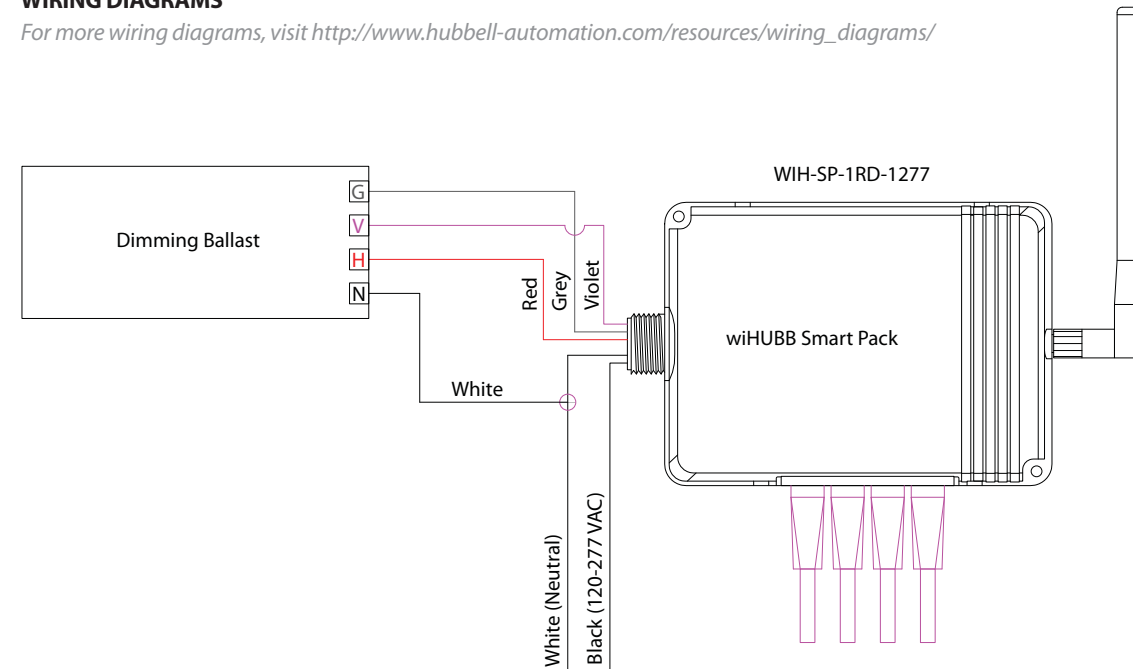 WIRING DIAGRAMS
For more wiring diagrams, visit http://www.hubbell-automation.com/resources/wiring_diagrams/
WIH-SP-1RD-1277
G
V
H
N
Dimming Ballast
Red
Grey
Violet
wiHUBB Smart Pack
White
White (Neutral)
Black (120-277 VAC)